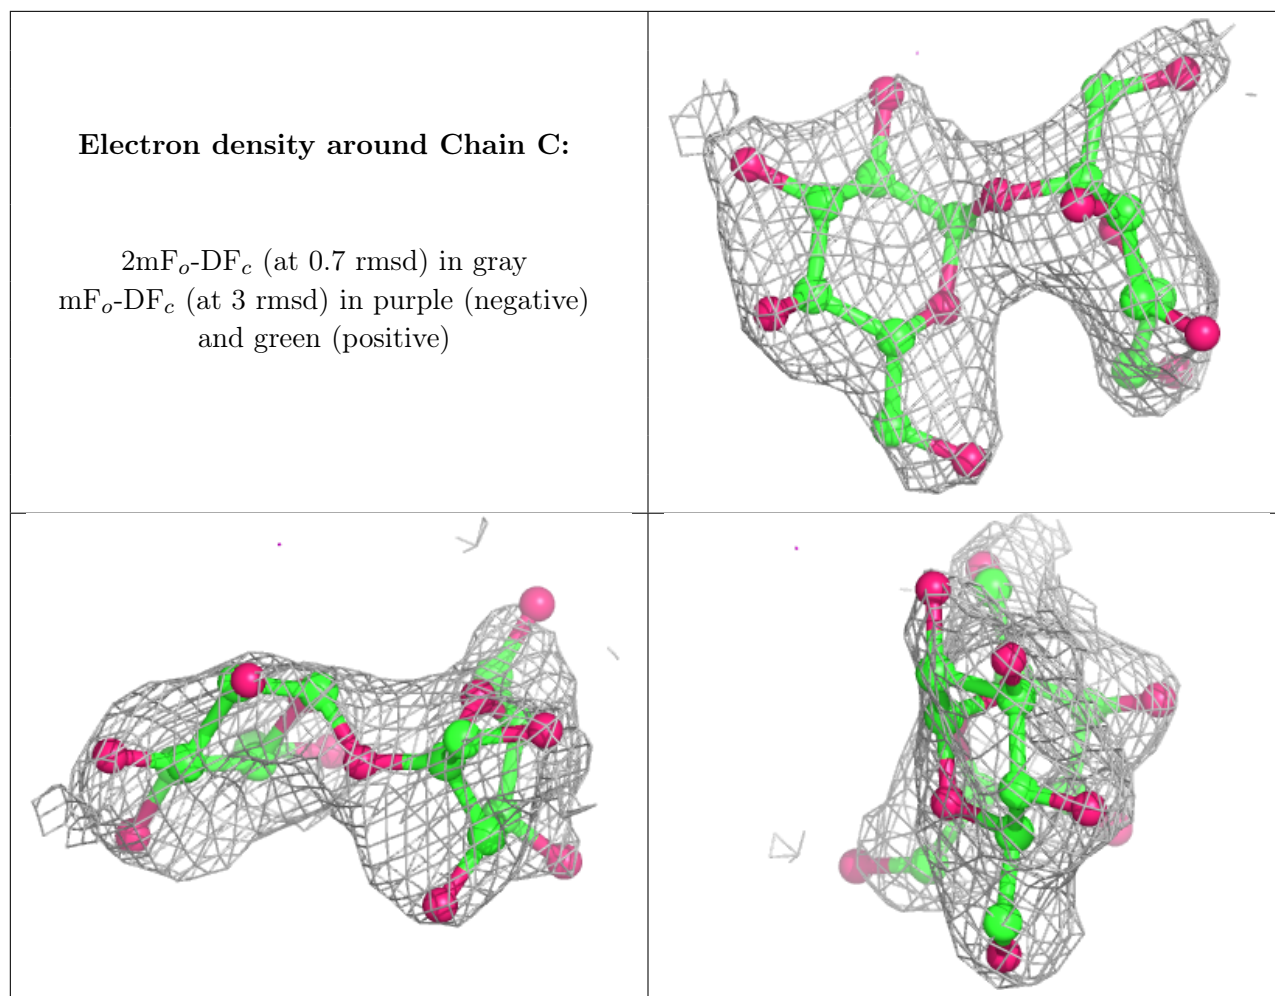 Electron density around Chain C:
2mFo-DFc (at 0.7 rmsd) in gray
mFo-DFc (at 3 rmsd) in purple (negative)
and green (positive)